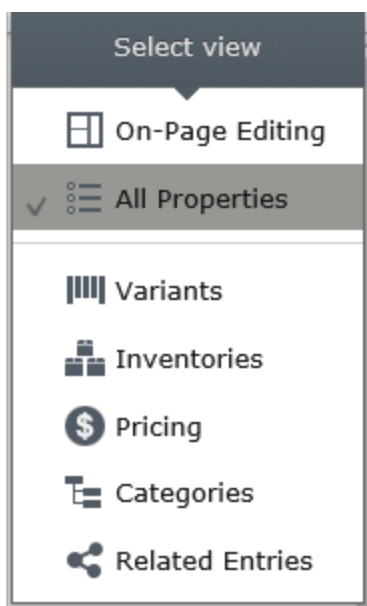 Select view
On-Page Editing
All Properties
Variants
Inventories
Pricing
Categories
Related Entries